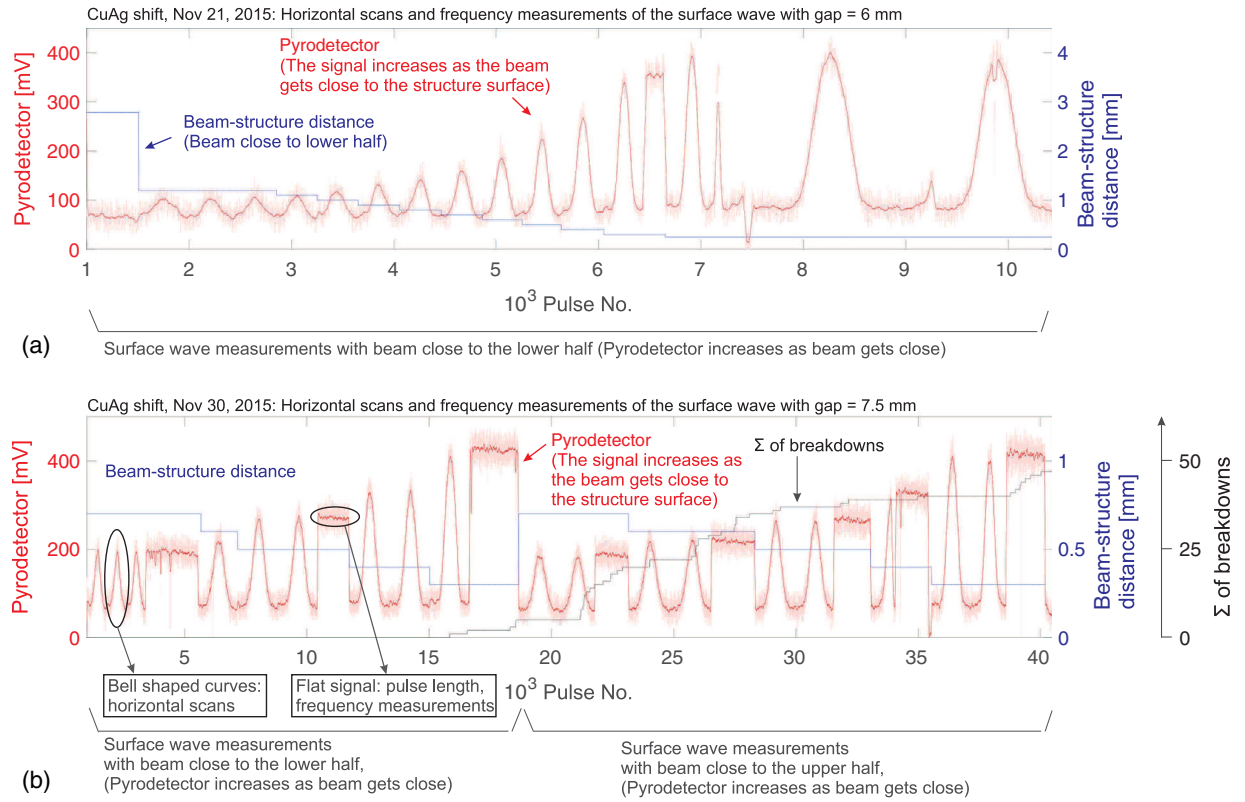 CuAg shift, Nov 21, 2015: Horizontal scans and frequency measurements of the surface wave with gap = 6 mm
Pyrodetector [mV]
400
300
200
100
0
Pyrodetector
(The signal increases as the beam
gets close to the structure surface)
Beam-structure distance
(Beam close to lower half)
4
3
2
1
0
Beam-structure
distance [mm]
1 2 3 4 5 6 7 8 9 10
10³ Pulse No.
(a)
Surface wave measurements with beam close to the lower half (Pyrodetector increases as beam gets close)
CuAg shift, Nov 30, 2015: Horizontal scans and frequency measurements of the surface wave with gap = 7.5 mm
Pyrodetector [mV]
400
200
0
Beam-structure distance
Pyrodetector
(The signal increases as
the beam gets close to
the structure surface)
Σ of breakdowns
1
0.5
0
Beam-structure
distance [mm]
50
25
0
Σ of breakdowns
5 10 15 20 25 30 35 40
10³ Pulse No.
Bell shaped curves:
horizontal scans
Flat signal: pulse length,
frequency measurements
Surface wave measurements
with beam close to the lower half,
(Pyrodetector increases as beam gets close)
Surface wave measurements
with beam close to the upper half,
(Pyrodetector increases as beam gets close)
(b)